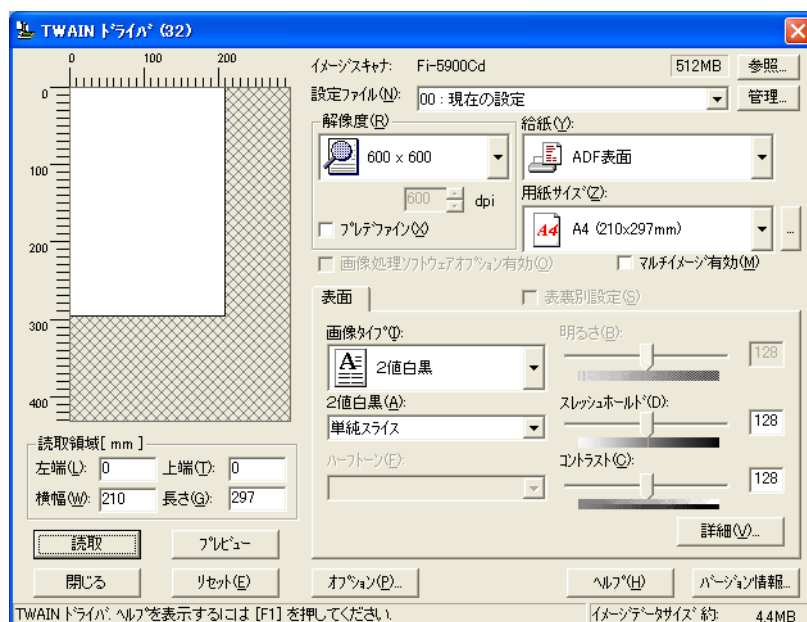 TWAIN ドライバ (32)
0 100 200
0
100
200
300
400
イメージスキャナ: Fi-5900Cd 512MB 参照...
設定ファイル(N): 00 : 現在の設定 管理...
解像度(R)
600 x 600
600 dpi
プレデファイン(X)
給紙(Y):
ADF表面
用紙サイズ(Z):
A4 A4 (210x297mm) ...
画像処理ソフトウェアオプション有効(O) マルチイメージ有効(M)
表面 表裏別設定(S)
画像タイプ(I):
A 2値白黒
2値白黒(A):
単純スライス
ハーフトーン(F):
明るさ(B):
128
スレッシュホールド(D):
128
コントラスト(C):
128
詳細(V)...
読取領域[ mm ]
左端(L): 0 上端(T): 0
横幅(W): 210 長さ(G): 297
読取 プレビュー
閉じる リセット(E) オプション(P)... ヘルプ(H) バージョン情報...
TWAIN ドライバ. ヘルプを表示するには [F1] を押してください. イメージデータサイズ 約: 4.4MB